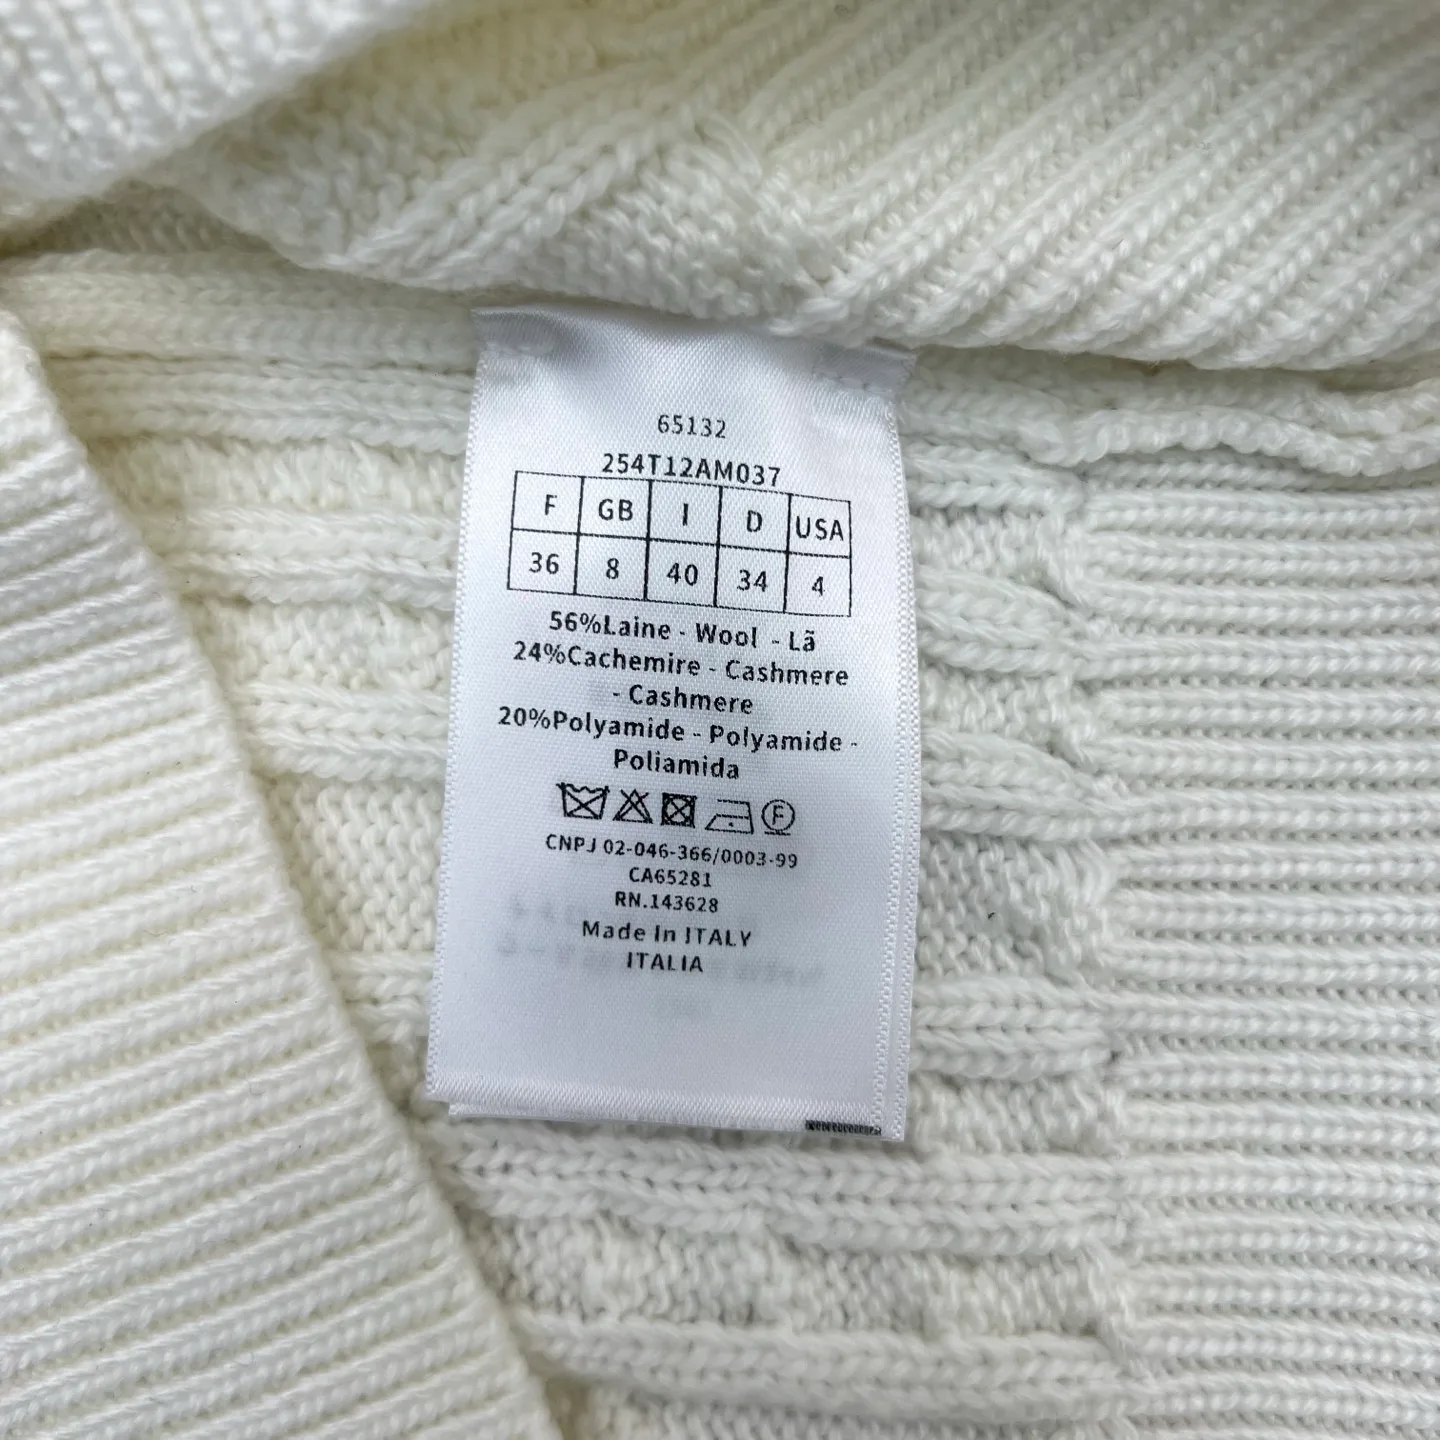 65132
254T12AM037
F GB I D USA
36 8 40 34 4
56%Laine - Wool - Lã
24%Cachemire - Cashmere
- Cashmere
20%Polyamide - Polyamide -
Poliamida
F
CNPJ 02-046-366/0003-99
CA65281
RN.143628
Made In ITALY
ITALIA